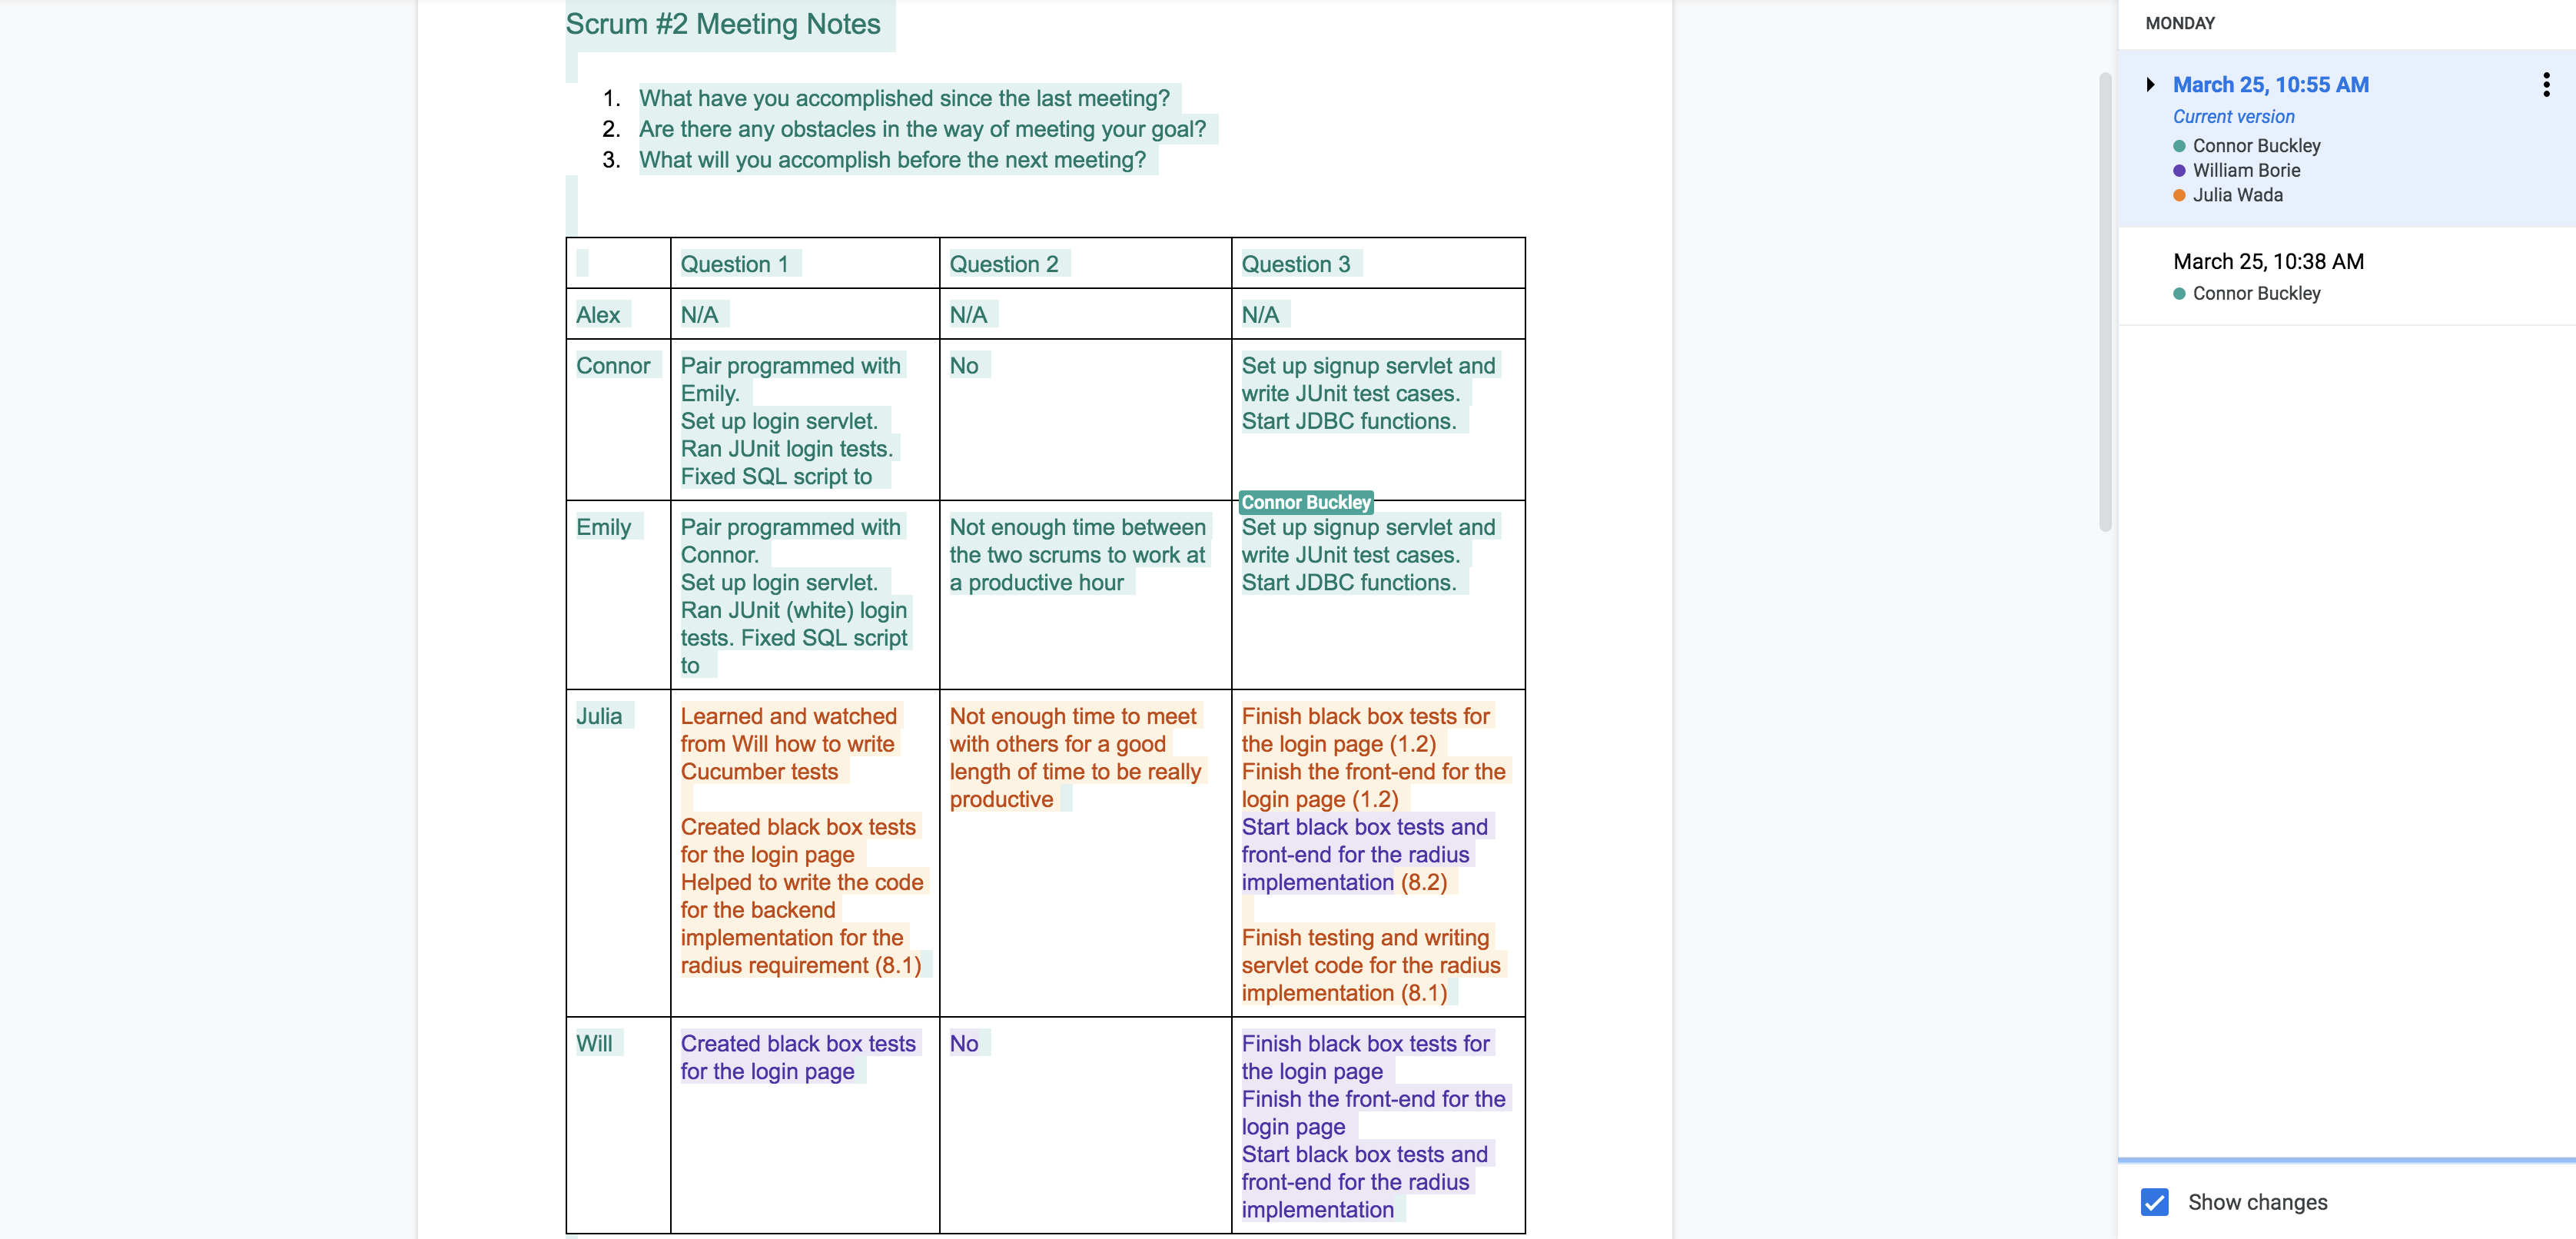 Scrum #2 Meeting Notes
1. What have you accomplished since the last meeting?
2. Are there any obstacles in the way of meeting your goal?
3. What will you accomplish before the next meeting?
Question 1
Question 2
Question 3
Alex
N/A
N/A
N/A
Connor
Pair programmed with
Emily.
Set up login servlet.
Ran JUnit login tests.
Fixed SQL script to
No
Set up signup servlet and
write JUnit test cases.
Start JDBC functions.
Connor Buckley
Emily
Pair programmed with
Connor.
Set up login servlet.
Ran JUnit (white) login
tests. Fixed SQL script
to
Not enough time between
the two scrums to work at
a productive hour
Set up signup servlet and
write JUnit test cases.
Start JDBC functions.
Julia
Learned and watched
from Will how to write
Cucumber tests
Created black box tests
for the login page
Helped to write the code
for the backend
implementation for the
radius requirement (8.1)
Not enough time to meet
with others for a good
length of time to be really
productive
Finish black box tests for
the login page (1.2)
Finish the front-end for the
login page (1.2)
Start black box tests and
front-end for the radius
implementation (8.2)
Finish testing and writing
servlet code for the radius
implementation (8.1)
Will
Created black box tests
for the login page
No
Finish black box tests for
the login page
Finish the front-end for the
login page
Start black box tests and
front-end for the radius
implementation
MONDAY
March 25, 10:55 AM
Current version
Connor Buckley
William Borie
Julia Wada
March 25, 10:38 AM
Connor Buckley
Show changes